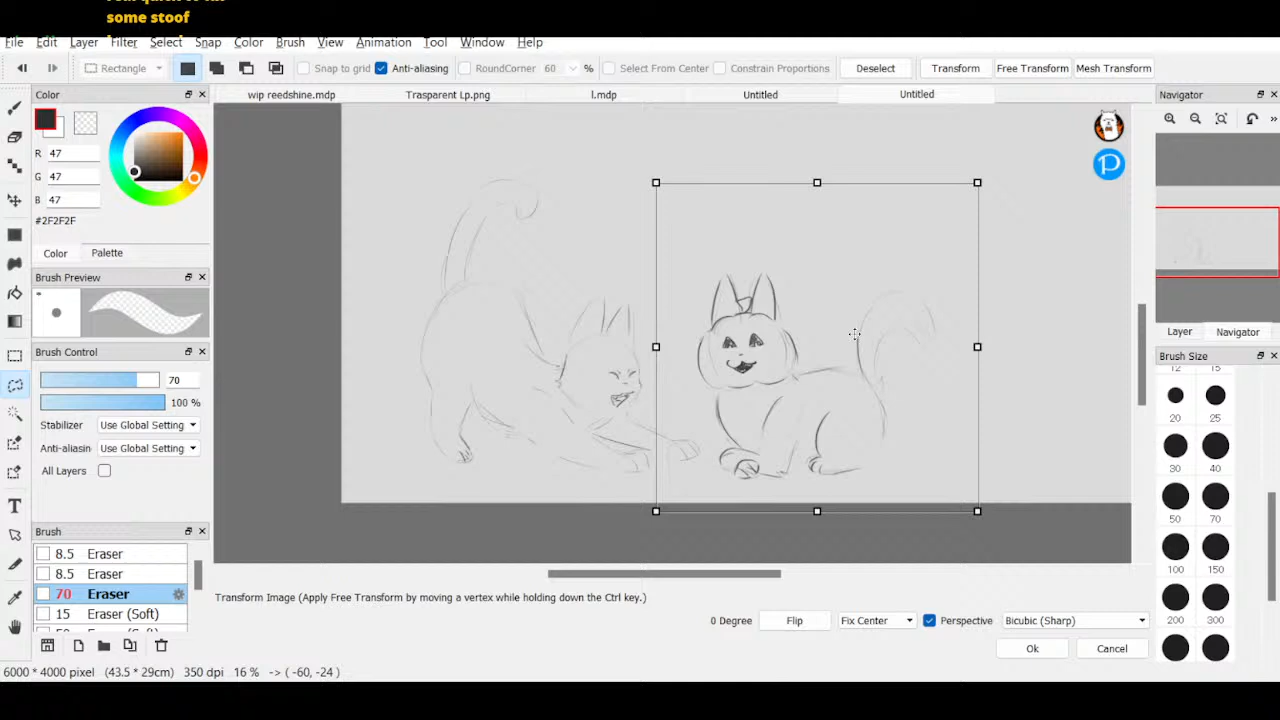 some stoof
File Edit Layer Filter Select Snap Color Brush View Animation Tool Window Help
Rectangle Snap to grid Anti-aliasing RoundCorner 60 % Select From Center Constrain Proportions Deselect Transform Free Transform Mesh Transform
Color
wip reedshine.mdp Trasparent Lp.png l.mdp Untitled Untitled
Navigator
R 47
G 47
B 47
#2F2F2F
Color Palette
Brush Preview
Layer Navigator
Brush Control
Brush Size
12 15
70
20 25
100 %
Stabilizer Use Global Setting
30 40
Anti-aliasin Use Global Setting
All Layers
50 70
Brush
100 150
8.5 Eraser
8.5 Eraser
70 Eraser
15 Eraser (Soft)
Transform Image (Apply Free Transform by moving a vertex while holding down the Ctrl key.)
0 Degree Flip Fix Center Perspective Bicubic (Sharp)
200 300
T
P
Ok Cancel
6000 * 4000 pixel (43.5 * 29cm) 350 dpi 16 % -> ( -60, -24 )